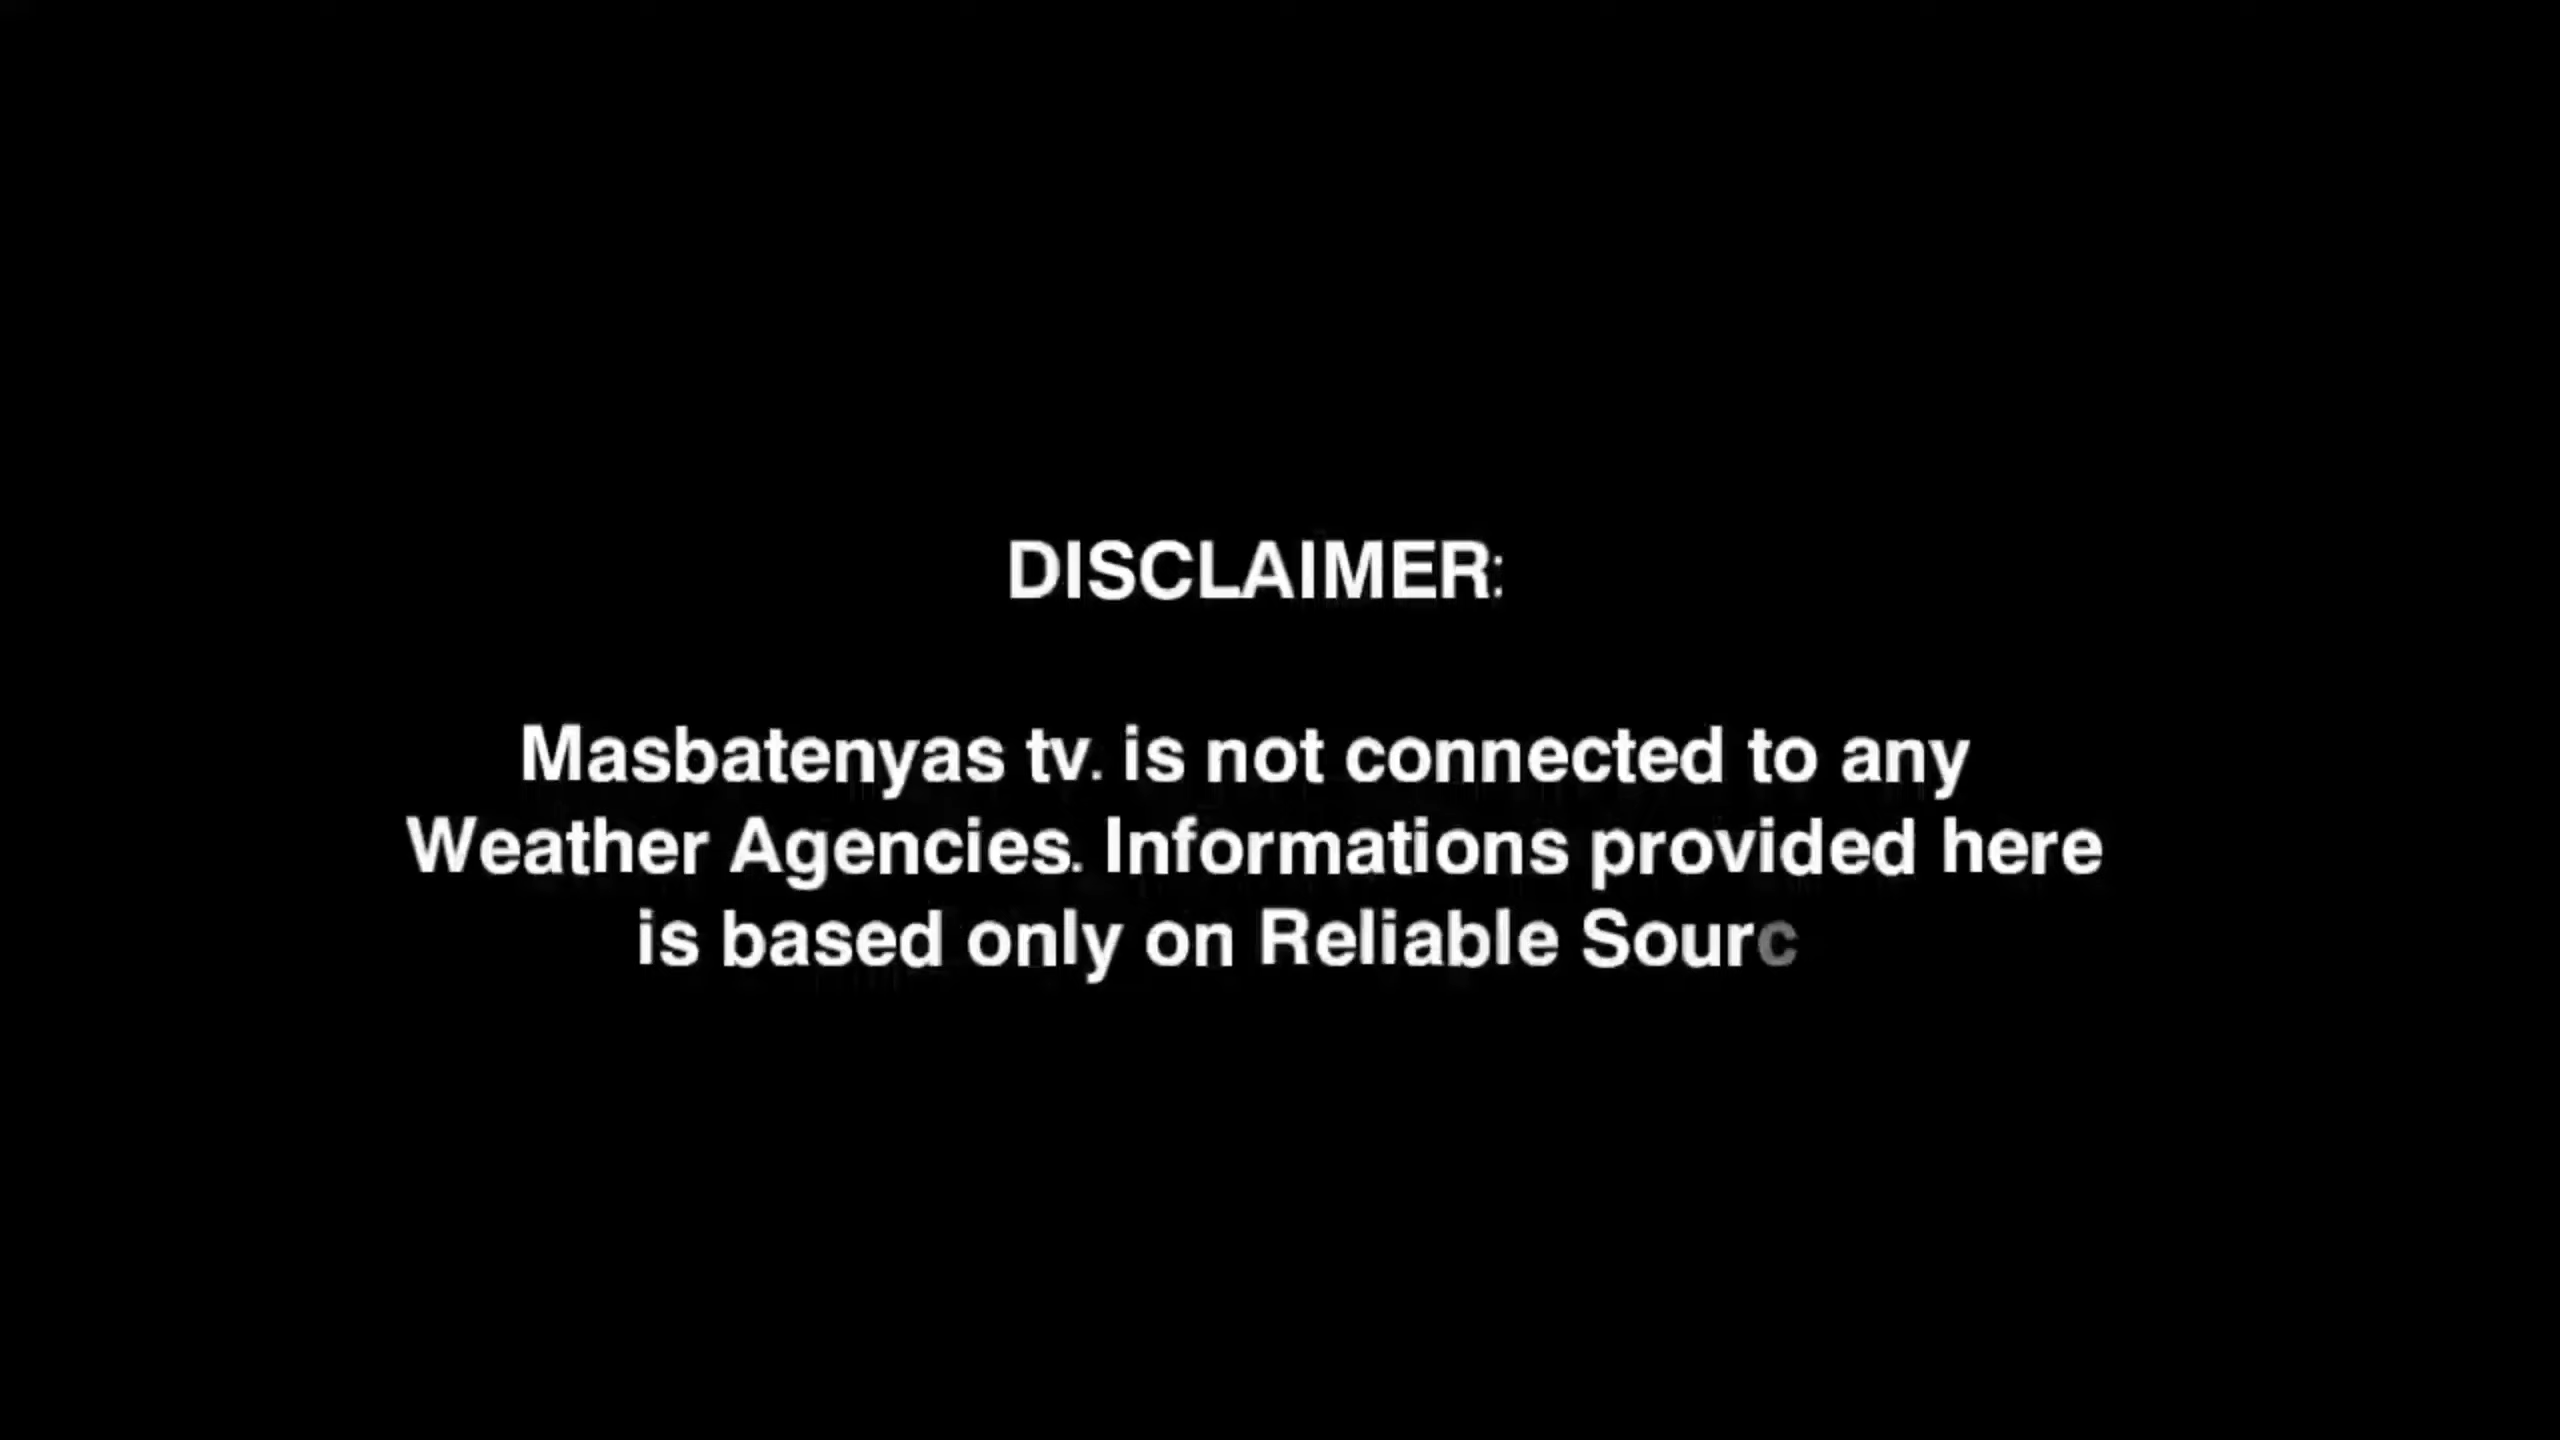 DISCLAIMER:
Masbatenyas tv. is not connected to any
Weather Agencies. Informations provided here
is based only on Reliable Sourc